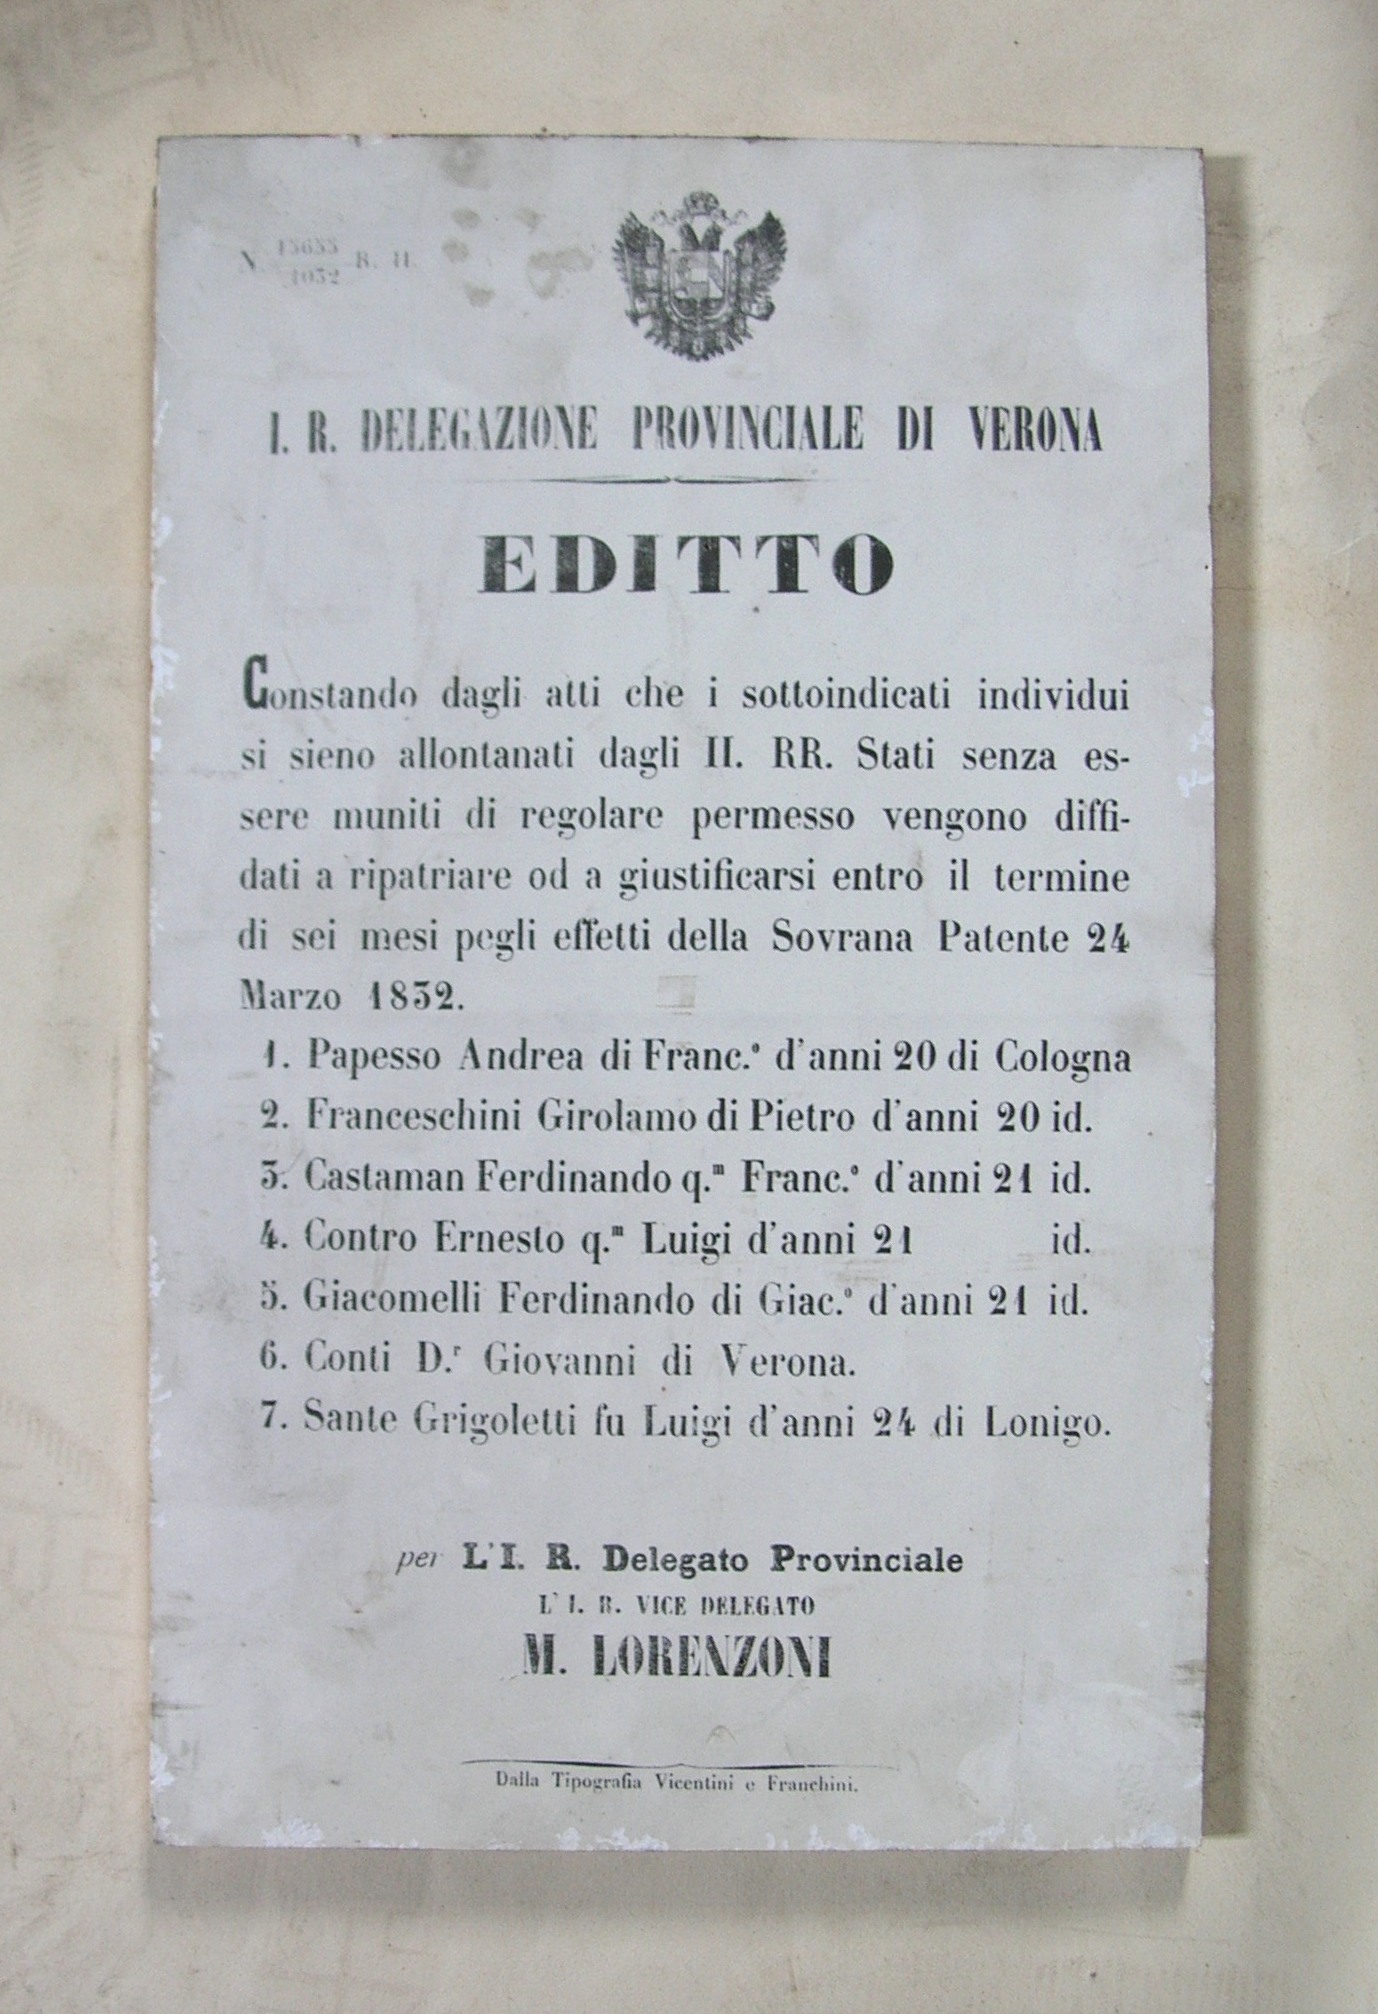 N. 13633 R. II.
1032
I. R. DELEGAZIONE PROVINCIALE DI VERONA
EDITTO
Constando dagli atti che i sottoindicati individui
si sieno allontanati dagli II. RR. Stati senza es-
sere muniti di regolare permesso vengono diffi-
dati a ripatriare od a giustificarsi entro il termine
di sei mesi pegli effetti della Sovrana Patente 24
Marzo 1832.
1. Papesso Andrea di Franc.º d'anni 20 di Cologna
2. Franceschini Girolamo di Pietro d'anni 20 id.
3. Castaman Ferdinando q.ᵐ Franc.º d'anni 21 id.
4. Contro Ernesto q.ᵐ Luigi d'anni 21 id.
5. Giacomelli Ferdinando di Giac.º d'anni 21 id.
6. Conti D.ʳ Giovanni di Verona.
7. Sante Grigoletti fu Luigi d'anni 24 di Lonigo.
per L'I. R. Delegato Provinciale
L'I. R. VICE DELEGATO
M. LORENZONI
Dalla Tipografia Vicentini e Franchini.